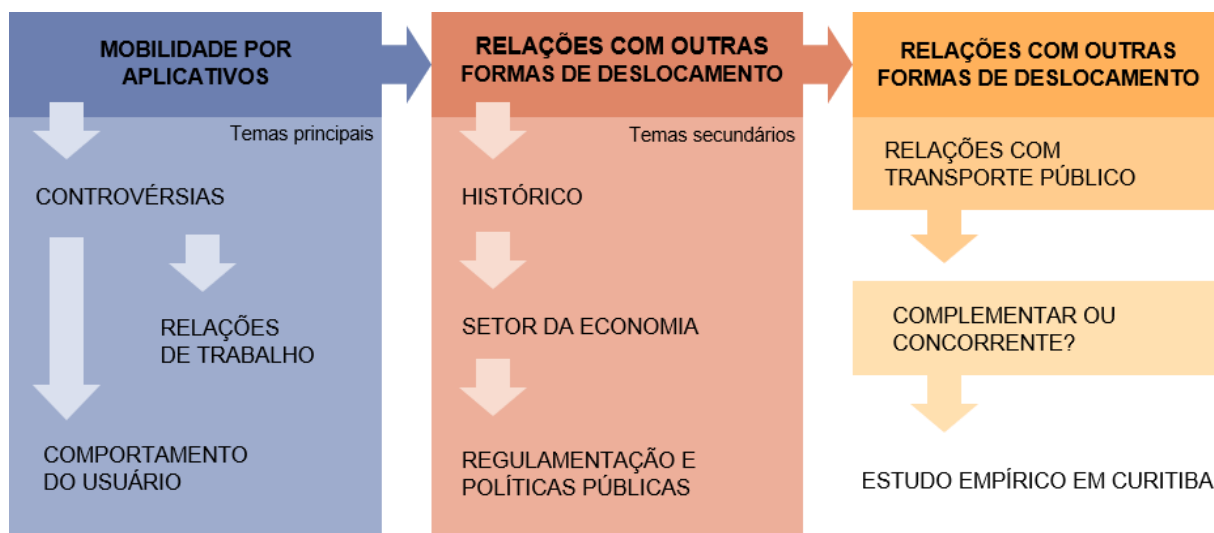 MOBILIDADE POR
APLICATIVOS
Temas principais
CONTROVÉRSIAS
RELAÇÕES
DE TRABALHO
COMPORTAMENTO
DO USUÁRIO
RELAÇÕES COM OUTRAS
FORMAS DE DESLOCAMENTO
Temas secundários
HISTÓRICO
SETOR DA ECONOMIA
REGULAMENTAÇÃO E
POLÍTICAS PÚBLICAS
RELAÇÕES COM OUTRAS
FORMAS DE DESLOCAMENTO
RELAÇÕES COM
TRANSPORTE PÚBLICO
COMPLEMENTAR OU
CONCORRENTE?
ESTUDO EMPÍRICO EM CURITIBA